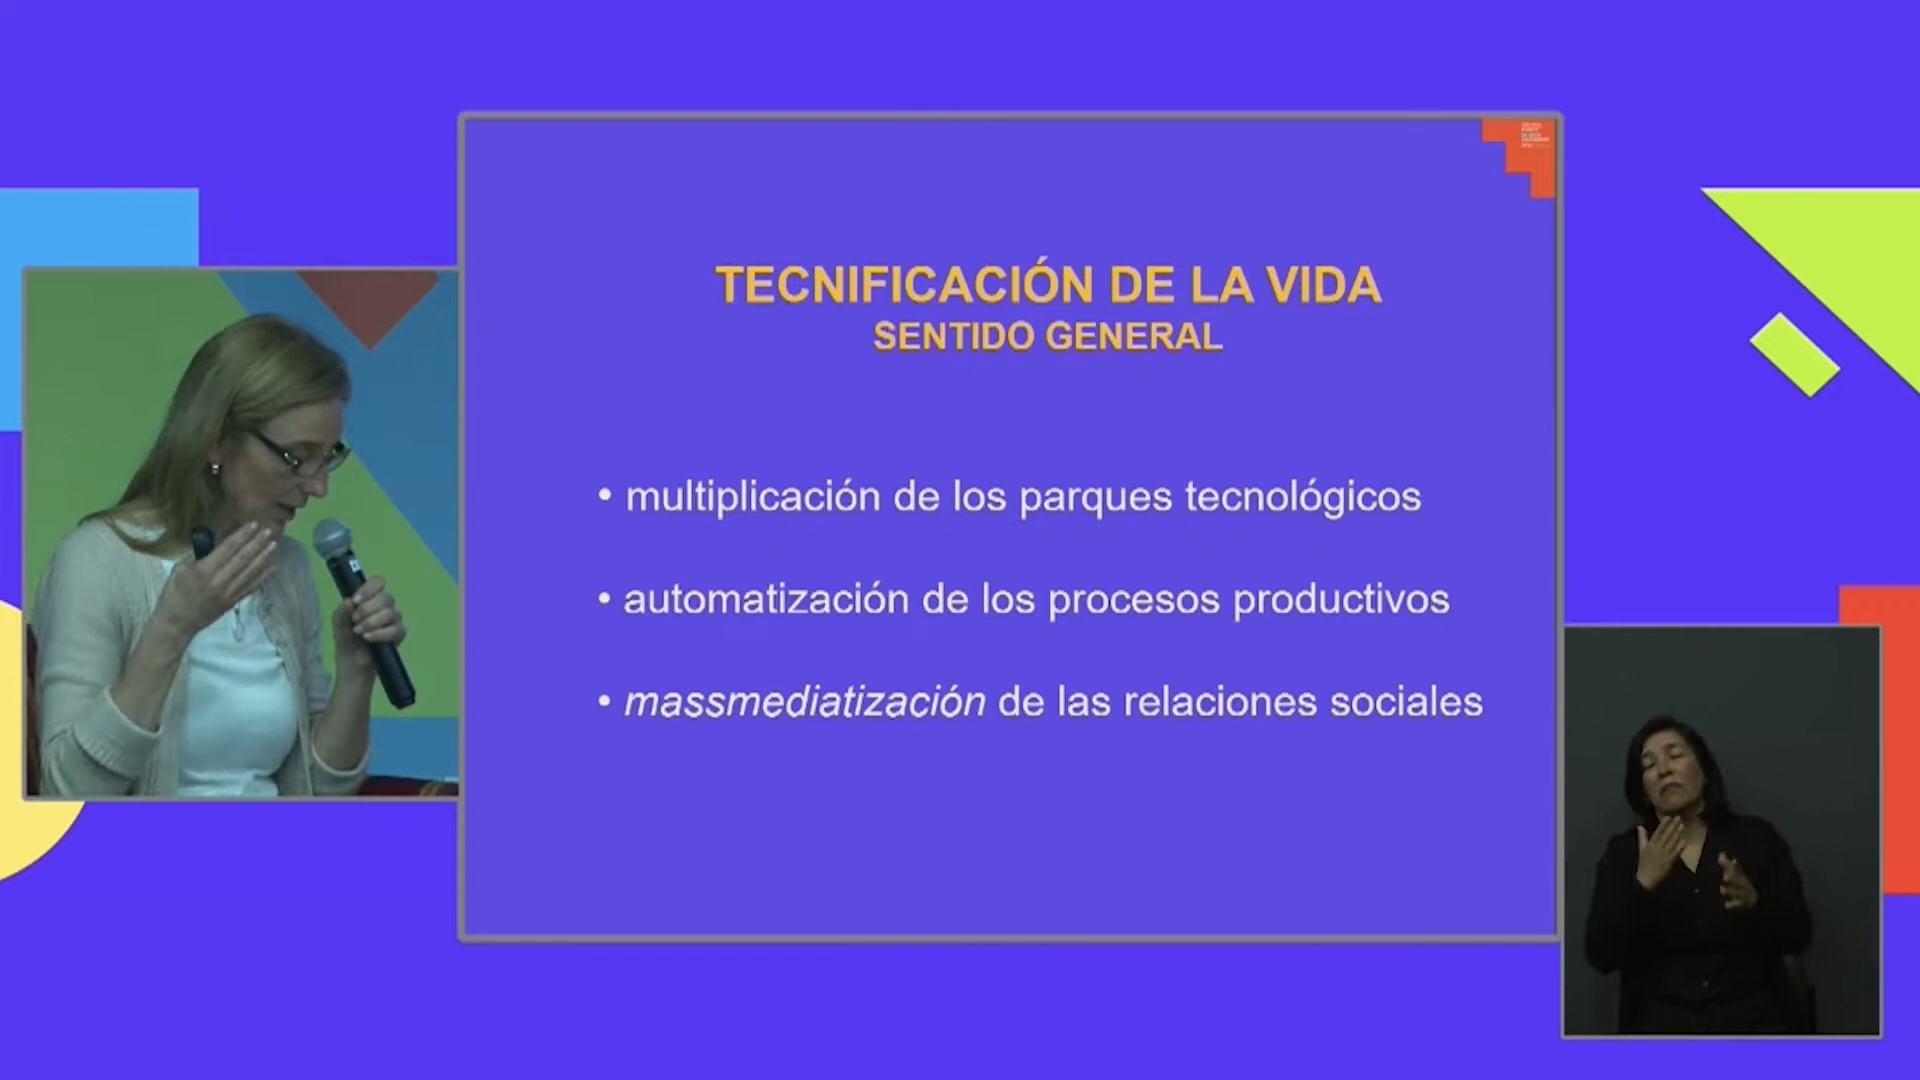 TECNIFICACIÓN DE LA VIDA
SENTIDO GENERAL
• multiplicación de los parques tecnológicos
• automatización de los procesos productivos
• massmediatización de las relaciones sociales